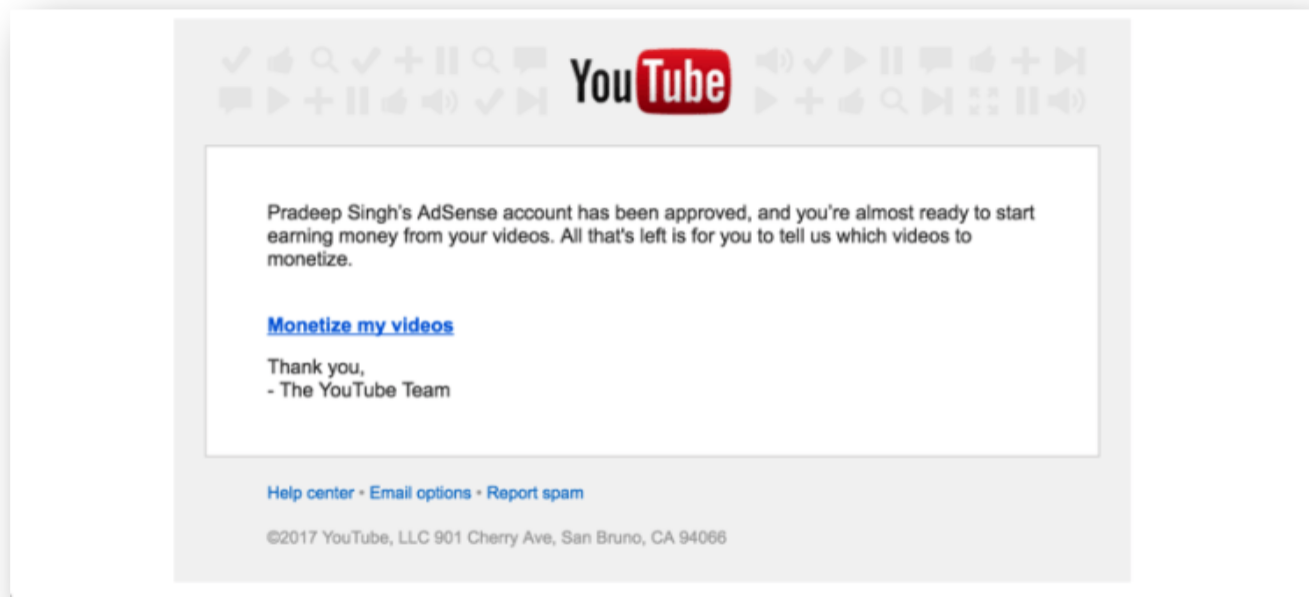 YouTube
Pradeep Singh's AdSense account has been approved, and you're almost ready to start
earning money from your videos. All that's left is for you to tell us which videos to
monetize.
Monetize my videos
Thank you,
- The YouTube Team
Help center • Email options • Report spam
©2017 YouTube, LLC 901 Cherry Ave, San Bruno, CA 94066